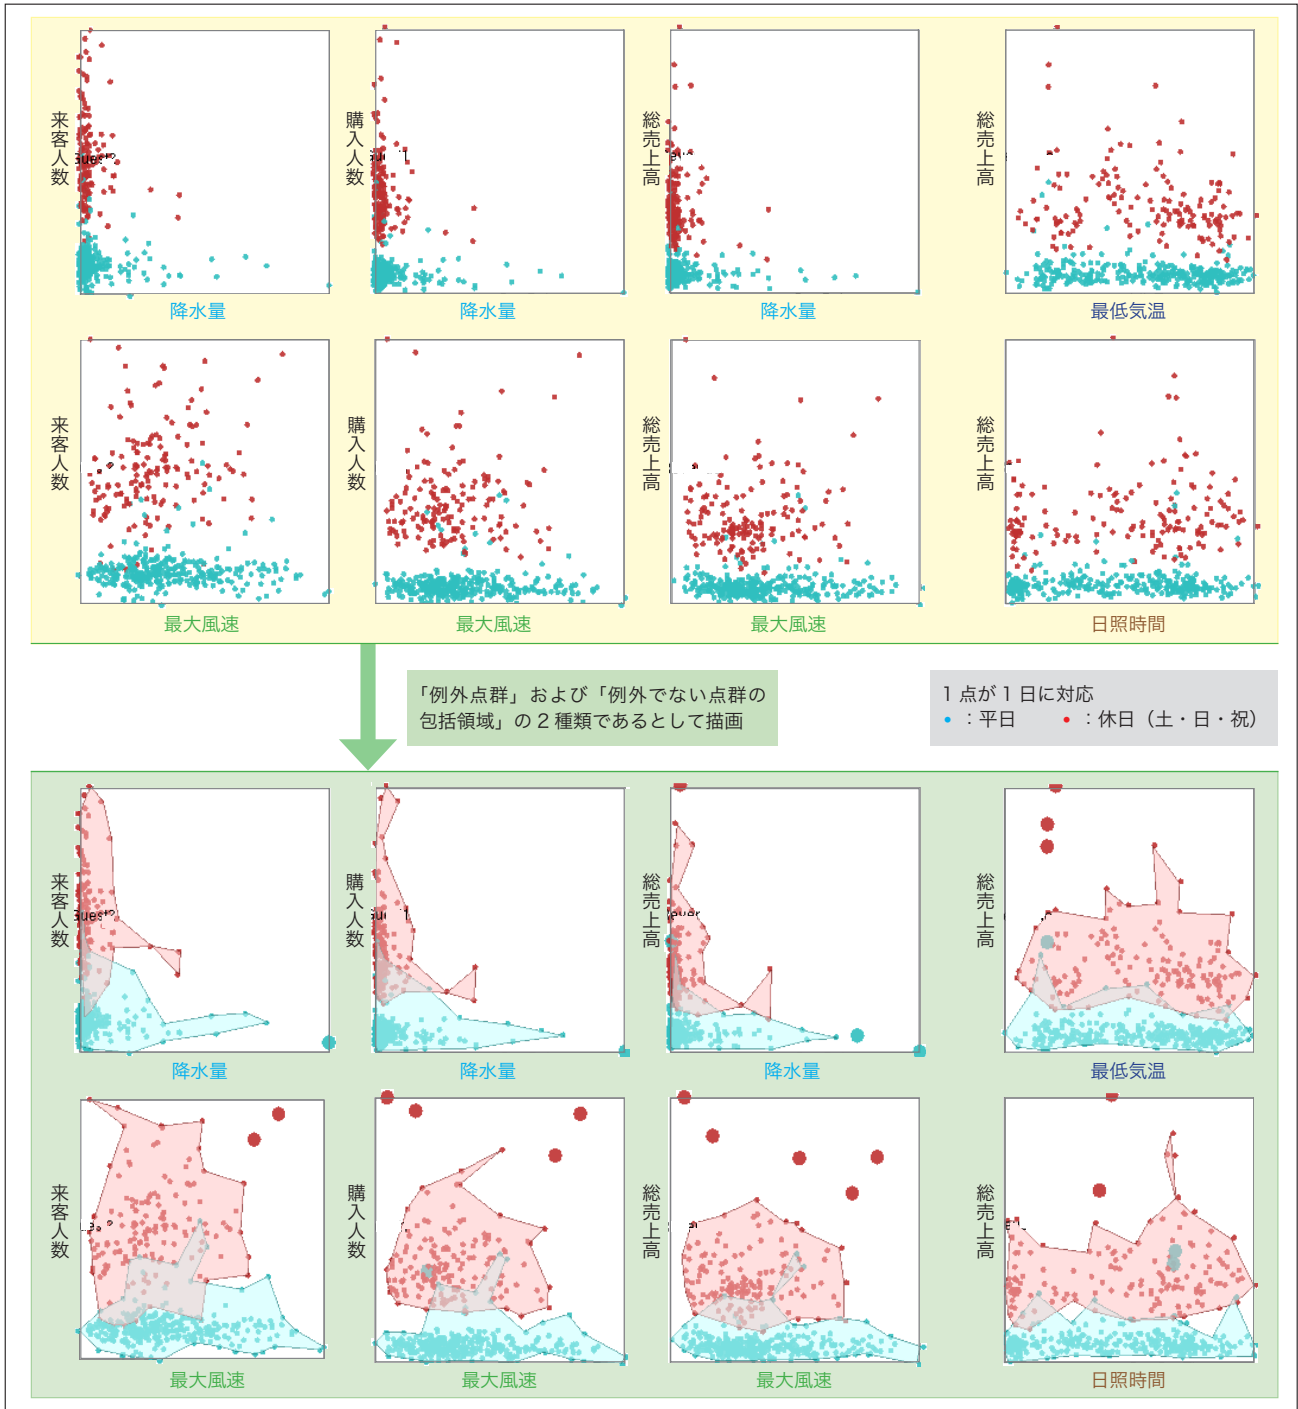 来客人数
Guest?
降水量
購入人数
降水量
総売上高
降水量
総売上高
最低気温
来客人数
最大風速
購入人数
最大風速
総売上高
最大風速
総売上高
日照時間
「例外点群」および「例外でない点群の
包括領域」の2種類であるとして描画
1点が1日に対応
：平日 ：休日（土・日・祝）
来客人数
Guest?
降水量
購入人数
降水量
総売上高
降水量
総売上高
最低気温
来客人数
最大風速
購入人数
最大風速
総売上高
最大風速
総売上高
日照時間